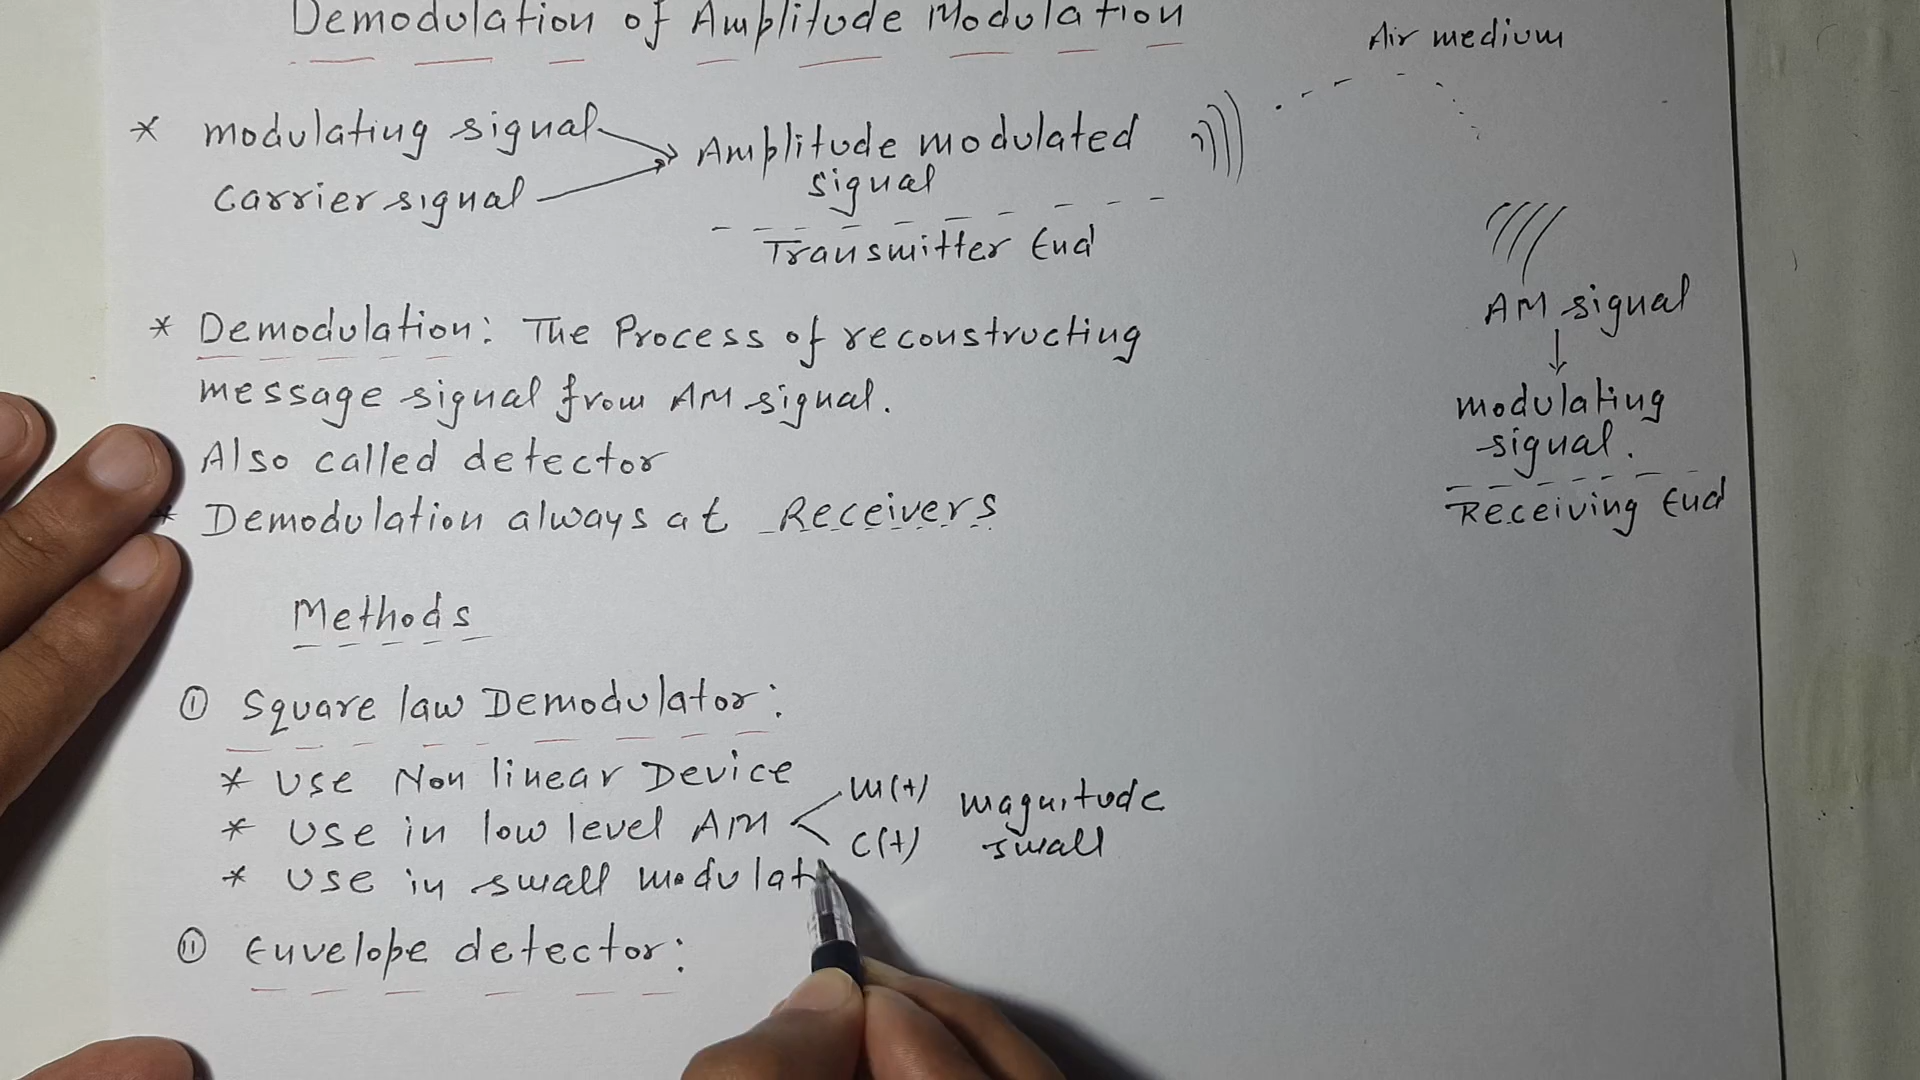 Demodulation of Amplitude Modulation
Air medium
* modulating signal
carrier signal
Amplitude modulated
signal
Transmitter End
AM signal
modulating
signal.
Receiving End
* Demodulation: The Process of reconstructing
message signal from AM signal.
Also called detector
* Demodulation always at Receivers
Methods
① Square law Demodulator:
* Use Non linear Device
* Use in low level AM
m(t)
c(t)
magnitude
small
* Use in small modulat
⑪ Envelope detector: